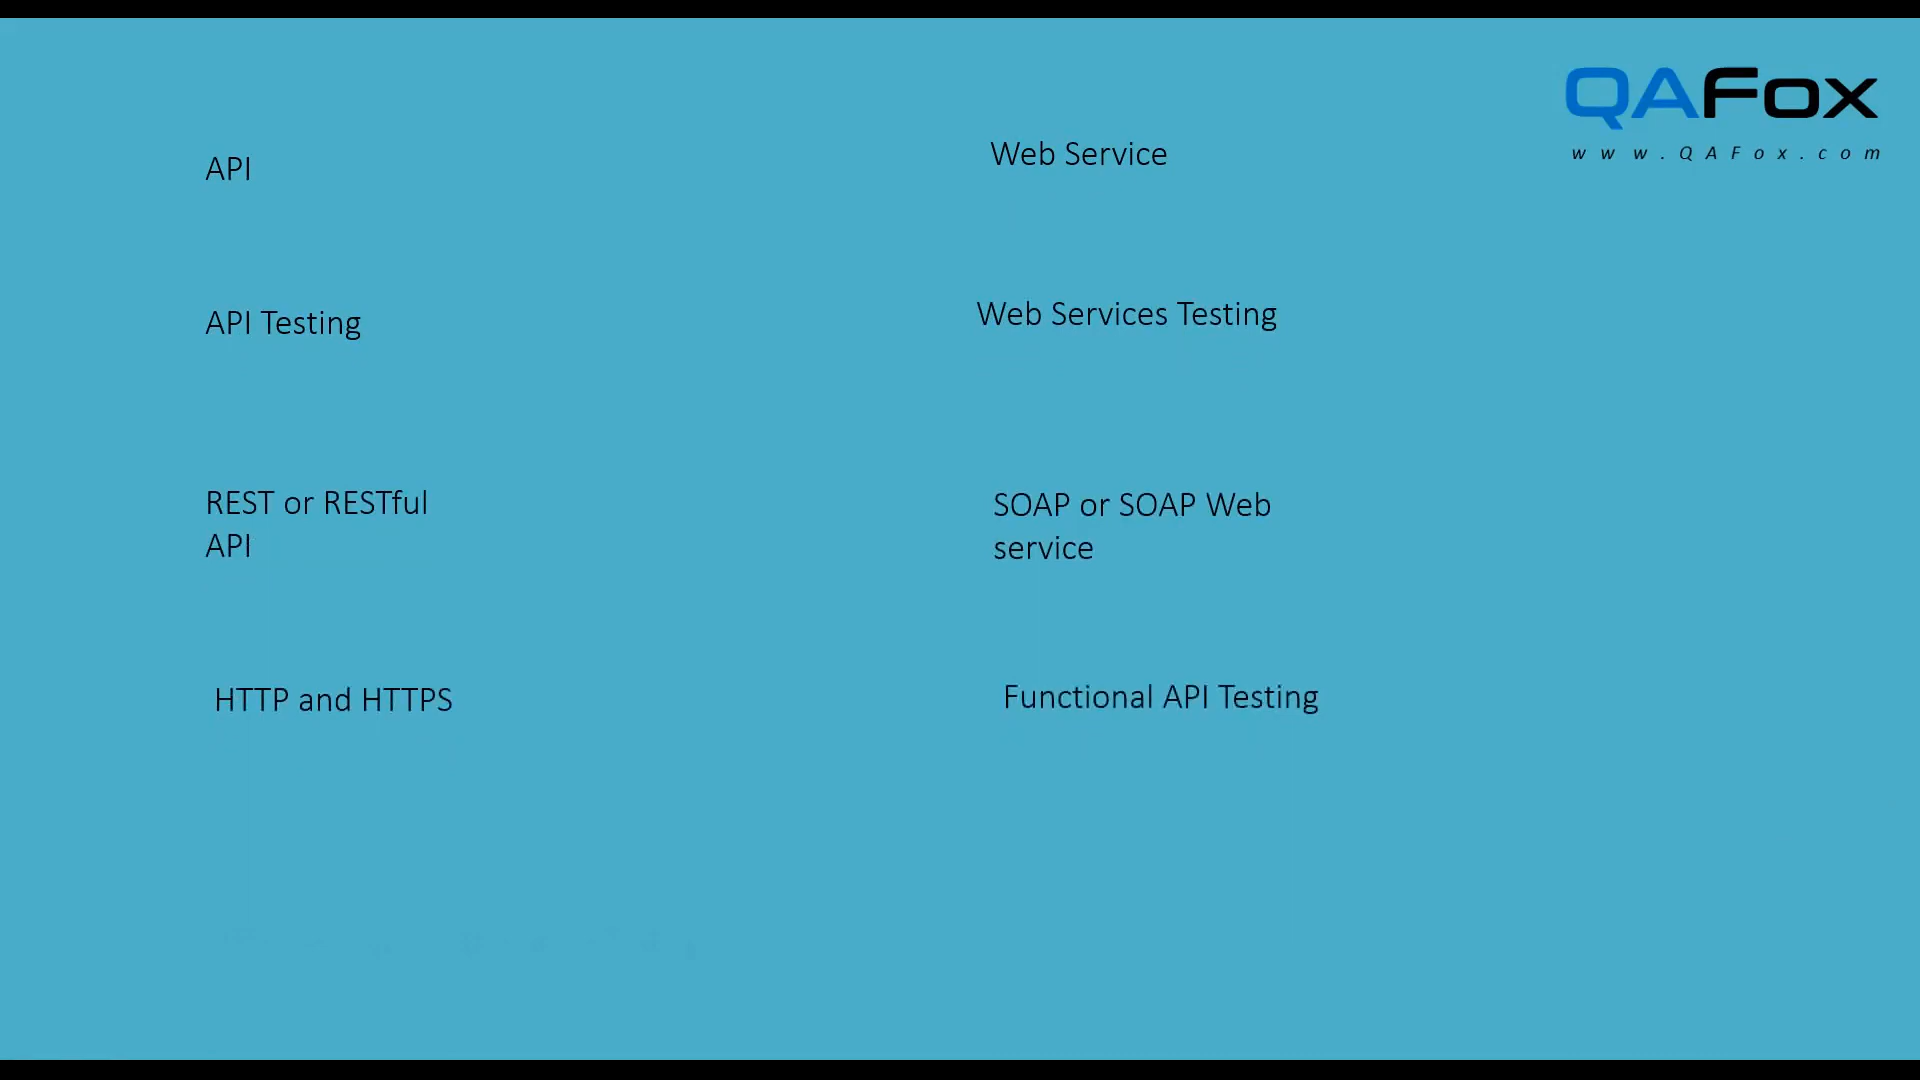 QAFox
www.QAFox.com
API
Web Service
API Testing
Web Services Testing
REST or RESTful
API
SOAP or SOAP Web
service
HTTP and HTTPS
Functional API Testing